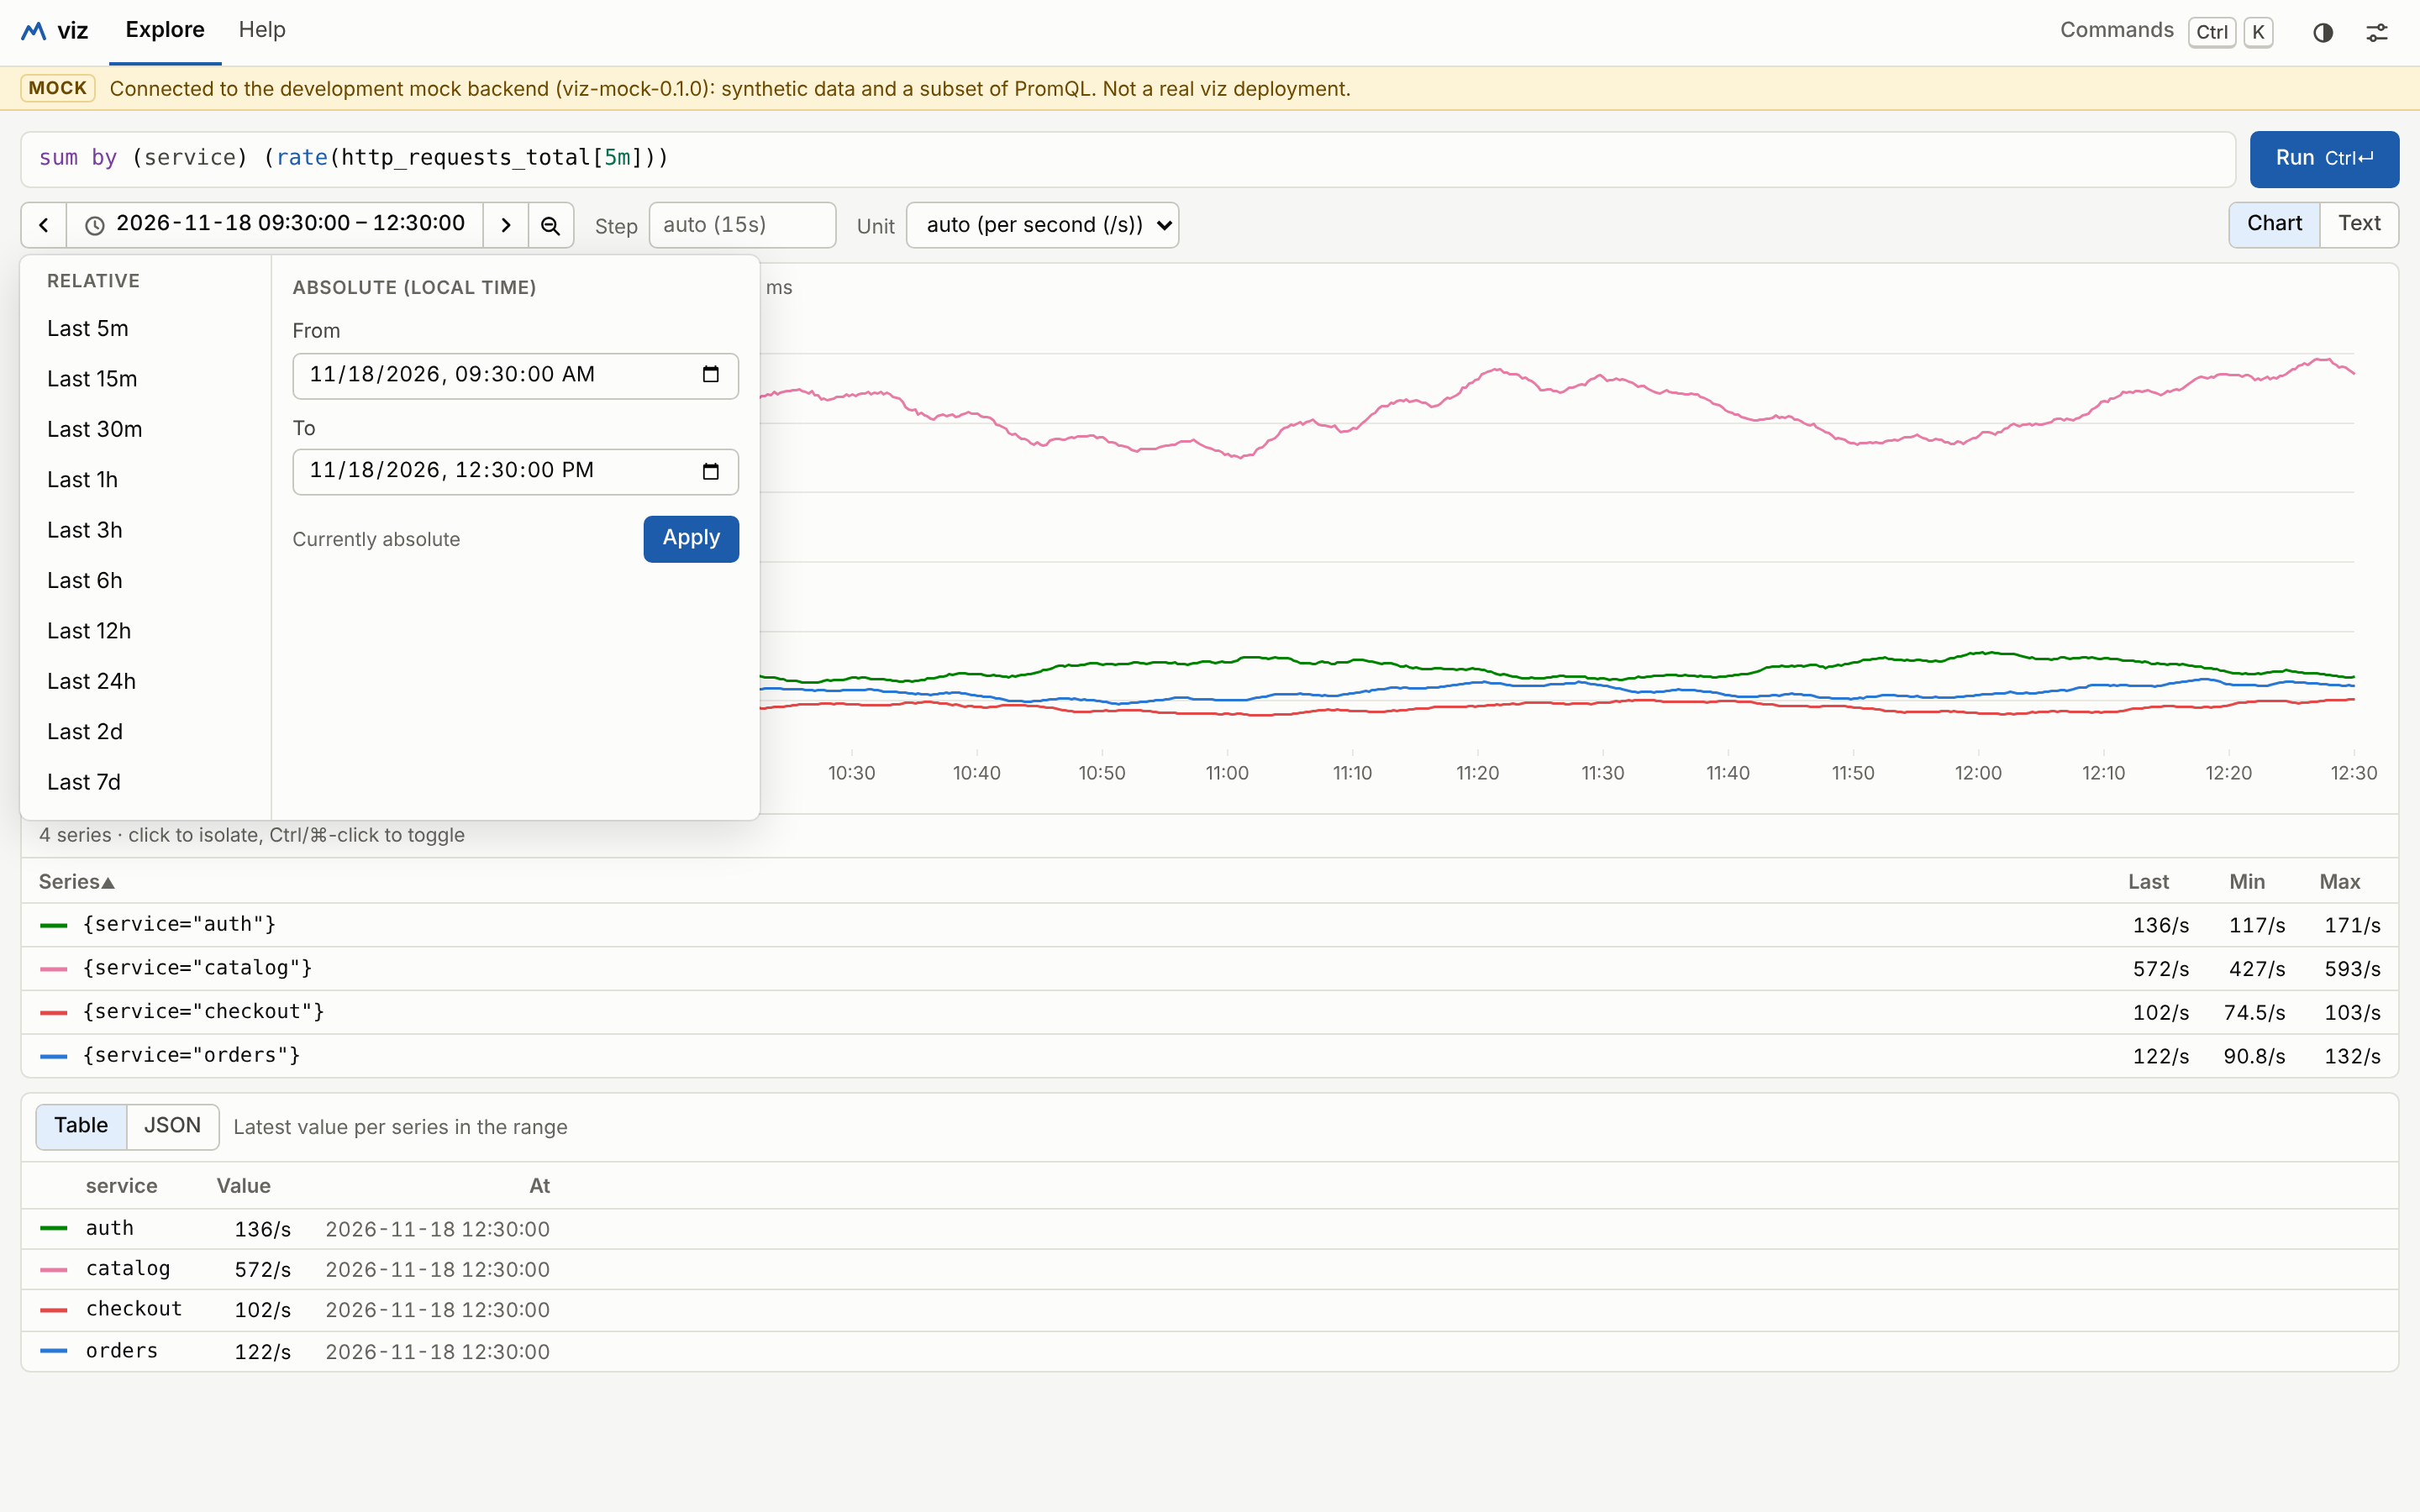 viz Explore Help Commands Ctrl K
MOCK Connected to the development mock backend (viz-mock-0.1.0): synthetic data and a subset of PromQL. Not a real viz deployment.
sum by (service) (rate(http_requests_total[5m])) Run Ctrl↵
2026-11-18 09:30:00 – 12:30:00 Step auto (15s) Unit auto (per second (/s)) Chart Text
RELATIVE
Last 5m
Last 15m
Last 30m
Last 1h
Last 3h
Last 6h
Last 12h
Last 24h
Last 2d
Last 7d
ABSOLUTE (LOCAL TIME)
From
11/18/2026, 09:30:00 AM
To
11/18/2026, 12:30:00 PM
Currently absolute Apply
ms
10:30 10:40 10:50 11:00 11:10 11:20 11:30 11:40 11:50 12:00 12:10 12:20 12:30
4 series · click to isolate, Ctrl/⌘-click to toggle
Series▲ Last Min Max
{service="auth"} 136/s 117/s 171/s
{service="catalog"} 572/s 427/s 593/s
{service="checkout"} 102/s 74.5/s 103/s
{service="orders"} 122/s 90.8/s 132/s
Table JSON Latest value per series in the range
service Value At
auth 136/s 2026-11-18 12:30:00
catalog 572/s 2026-11-18 12:30:00
checkout 102/s 2026-11-18 12:30:00
orders 122/s 2026-11-18 12:30:00